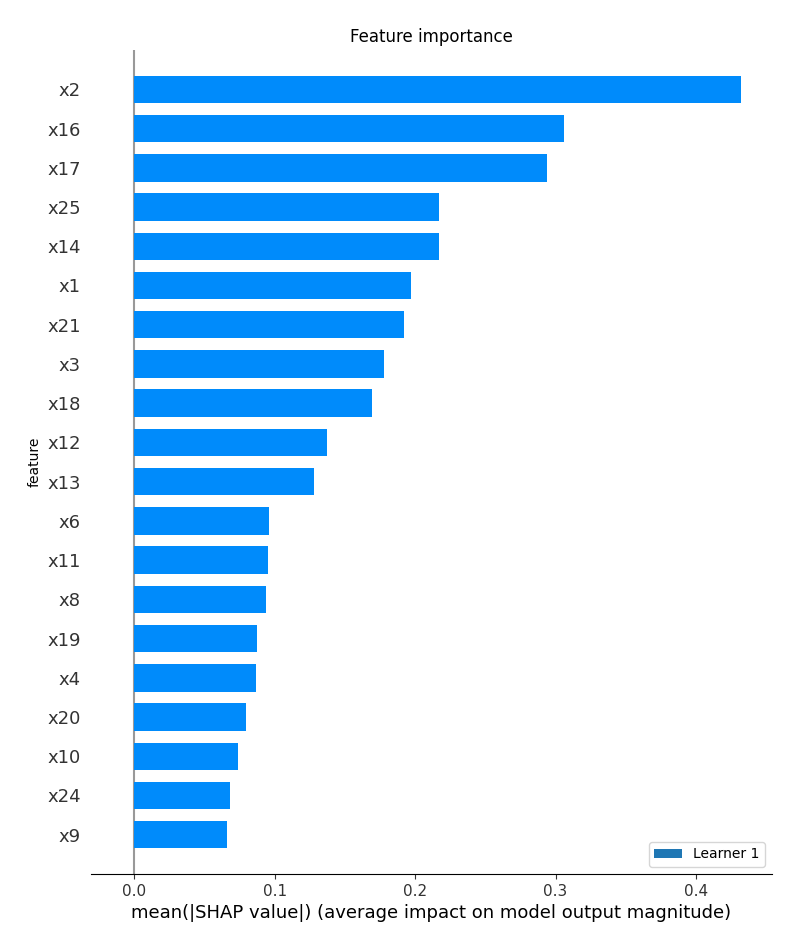 Feature importance
x2
x16
x17
x25
x14
x1
x21
x3
x18
x12
x13
x6
x11
x8
x19
x4
x20
x10
x24
x9
feature
Learner 1
0.0 0.1 0.2 0.3 0.4
mean(|SHAP value|) (average impact on model output magnitude)